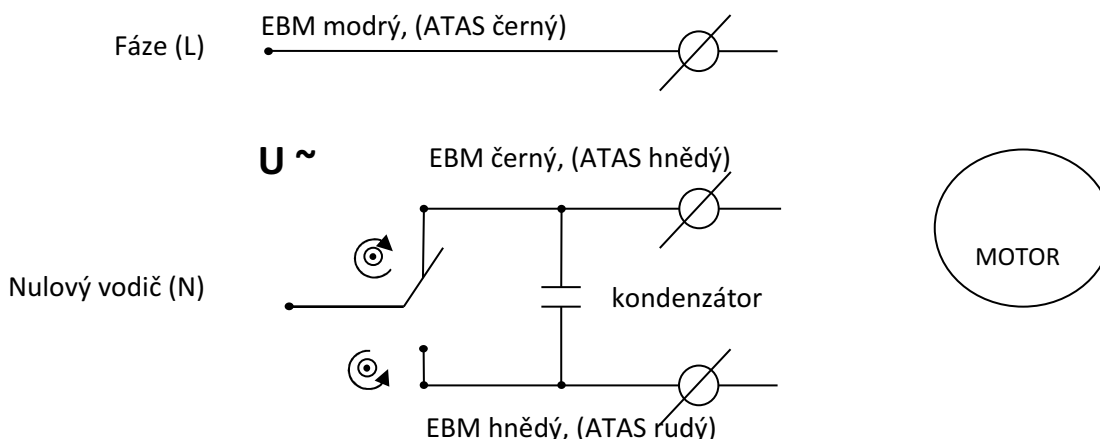 EBM modrý, (ATAS černý)
Fáze (L)
U ~
EBM černý, (ATAS hnědý)
MOTOR
Nulový vodič (N)
kondenzátor
EBM hnědý, (ATAS rudý)